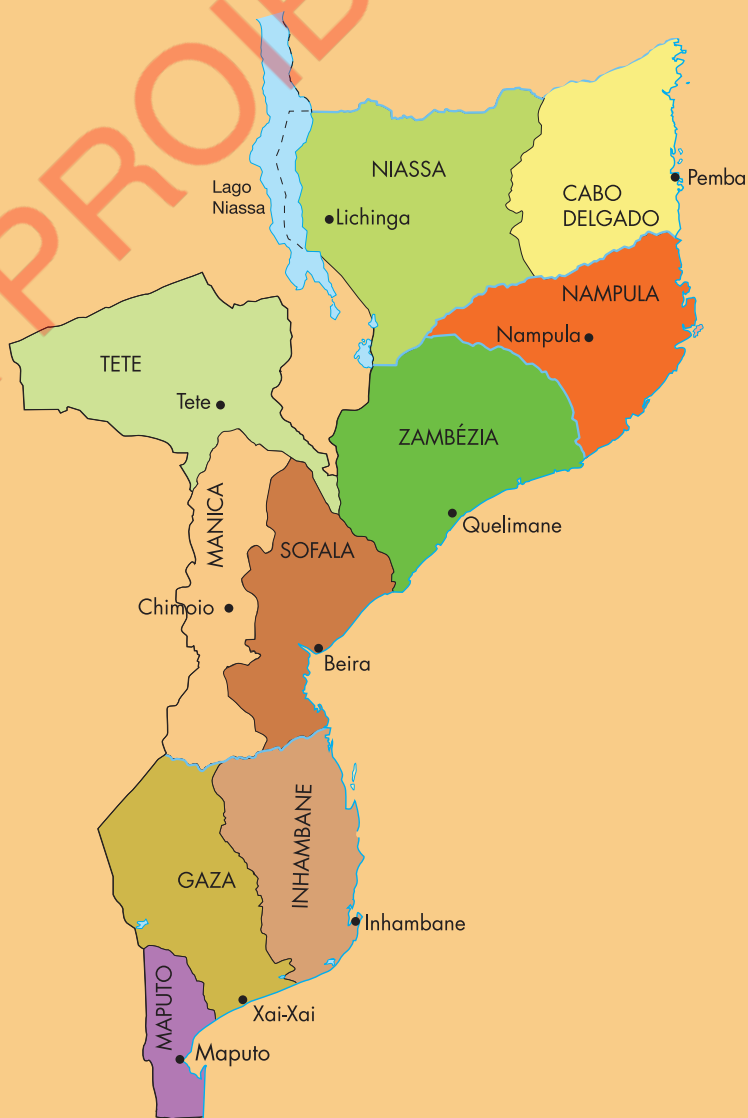 PROIB
NIASSA
Lago
Niassa
Lichinga
CABO
DELGADO
Pemba
NAMPULA
Nampula
TETE
Tete
ZAMBÉZIA
Quelimane
MANICA
SOFALA
Chimoio
Beira
INHAMBANE
GAZA
Inhambane
MAPUTO
Xai-Xai
Maputo